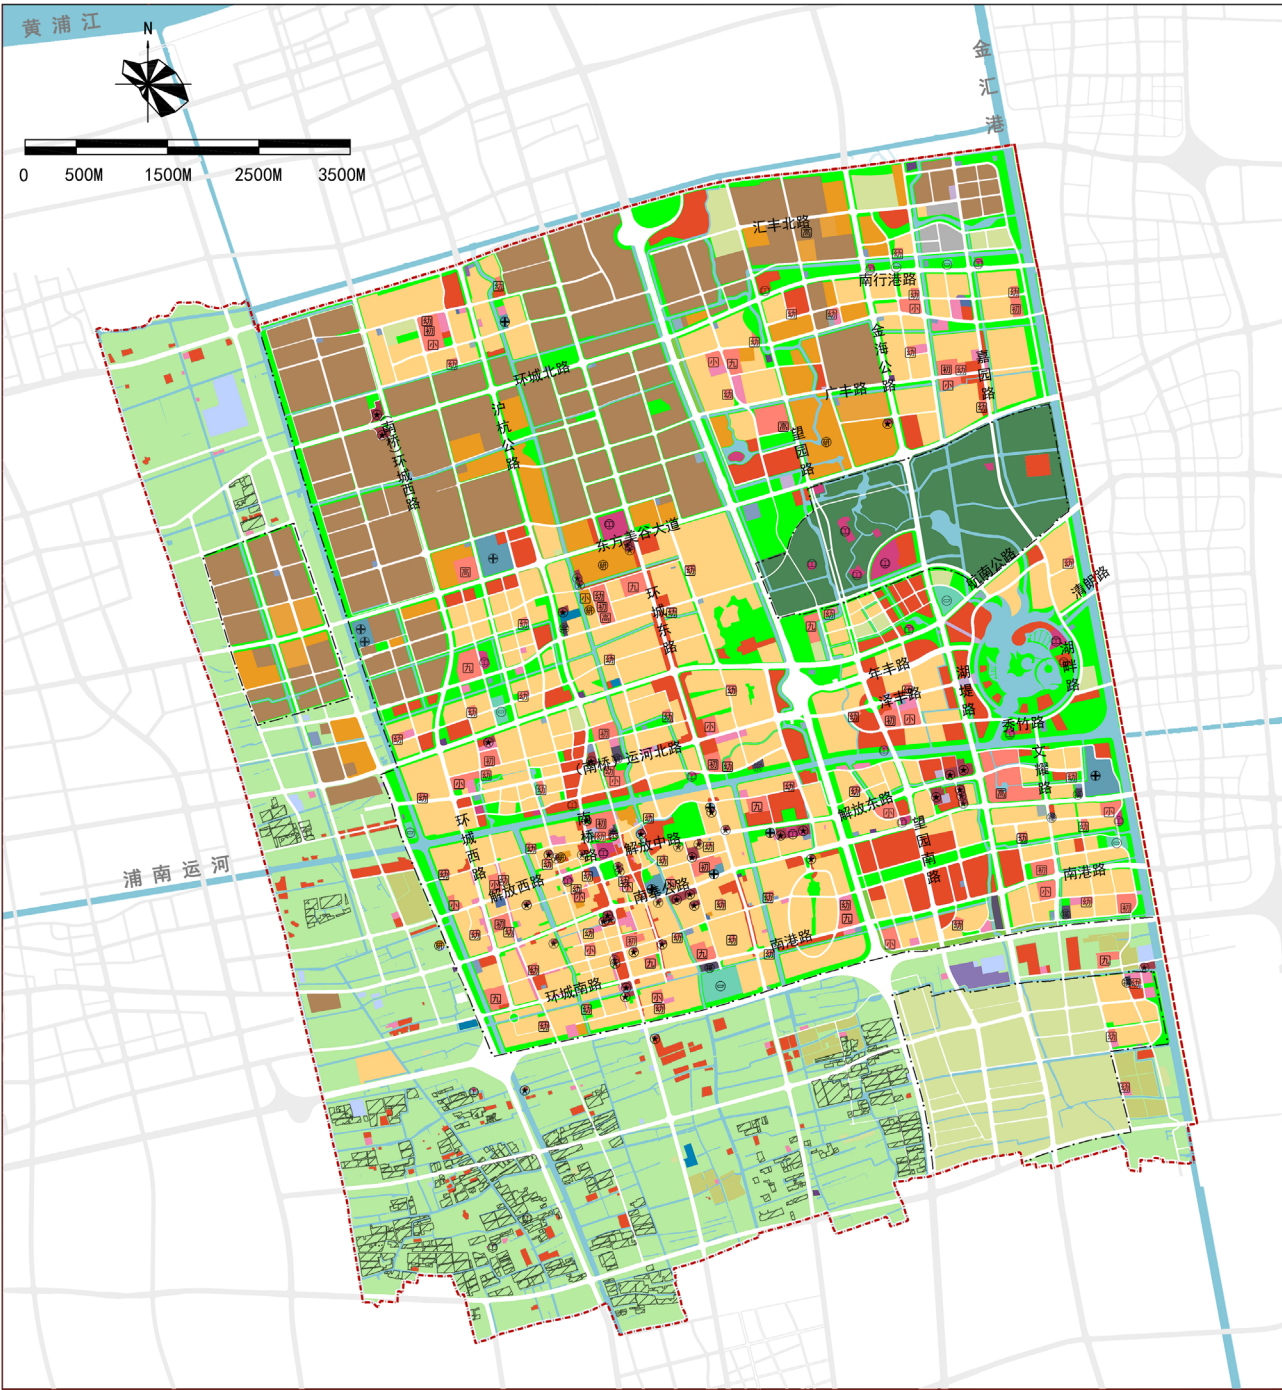 黄浦江
N
金汇港
0 500M 1500M 2500M 3500M
汇丰北路
南行港路
金海公路
嘉园路
环城北路
广丰路
沪杭公路
(南桥)环城西路
望园路
东方美谷大道
航南公路
清朗路
环城东路
湖畔路
年丰路
湖堤路
泽丰路
秀竹路
文耀路
(南桥)运河北路
解放东路
环城西路
南桥路
解放中路
望园南路
浦南运河
解放西路
南奉公路
南港路
南港路
环城南路